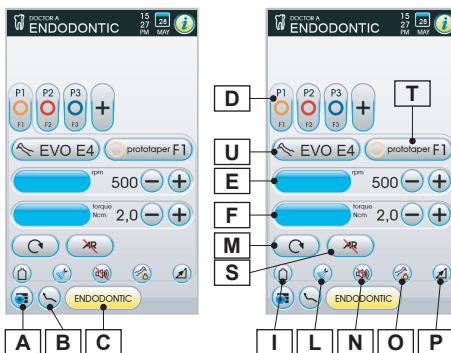 DOCTOR A
ENDODONTIC
15
27
PM
28
MAY
i
P1
P2
P3
+
F1
F2
F3
EVO E4
prototaper F1
rpm
500 − +
torque
Ncm
2,0 − +
AR
ENDODONTIC
A B C
DOCTOR A
ENDODONTIC
15
27
PM
28
MAY
i
D
P1
P2
P3
+
F1
F2
F3
T
U
EVO E4
prototaper F1
E
rpm
500 − +
F
torque
Ncm
2,0 − +
M
AR
S
ENDODONTIC
I L N O P